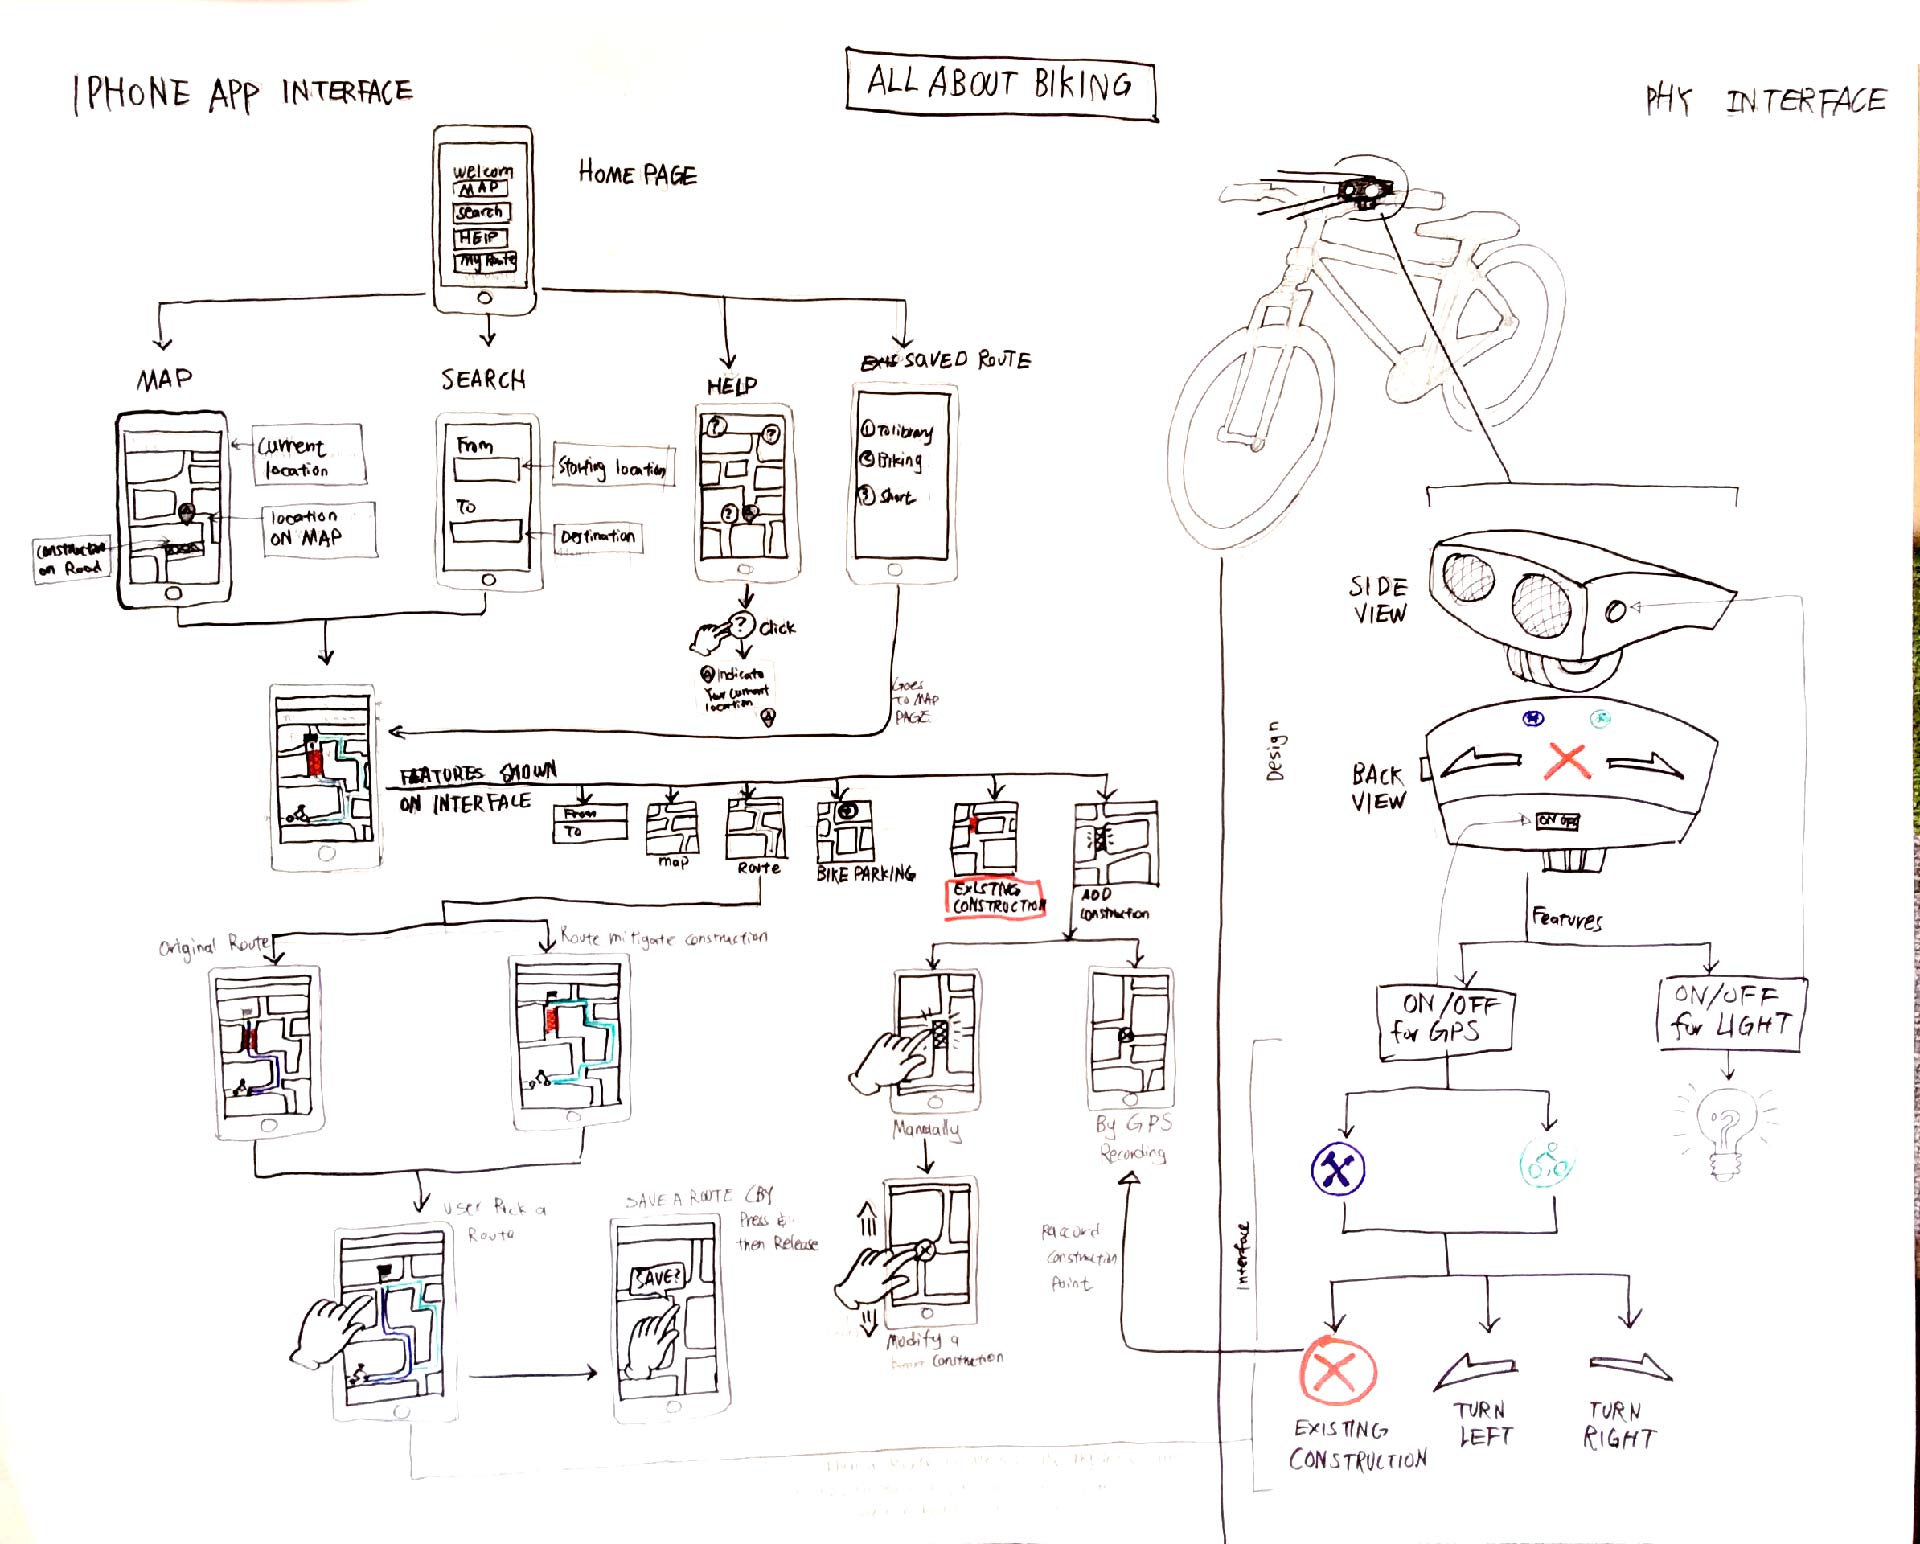 IPHONE APP INTERFACE
ALL ABOUT BIKING
PHY INTERFACE
HOME PAGE
welcom
MAP
search
HElP
My Route
MAP
SEARCH
HELP
SAVED ROUTE
Current
location
location
ON MAP
Construction
on Road
From
To
Starting location
Destination
?
?
?
① To library
② Biking
③ Short
?
Click
Indicate
Your current
location
GOES
TO MAP
PAGE
FEATURES SHOWN
ON INTERFACE
From
To
map
Route
BIKE PARKING
EXISTING
CONSTRUCTION
ADD
construction
Original Route
Route mitigate construction
Manually
By GPS
Recording
User Pick a
Route
SAVE A ROUTE (BY
Press &
then Release
SAVE?
Modify a
Construction
Record
Construction
Point
Design
Interface
SIDE
VIEW
BACK
VIEW
ON OFF
Features
ON/OFF
for GPS
ON/OFF
for LIGHT
?
EXISTING
CONSTRUCTION
TURN
LEFT
TURN
RIGHT